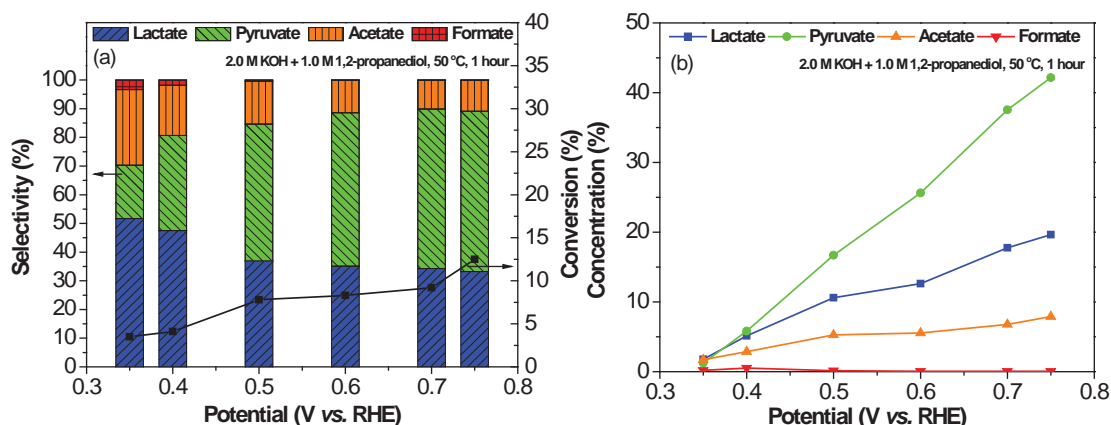 (a)
Lactate Pyruvate Acetate Formate
2.0 M KOH + 1.0 M 1,2-propanediol, 50 °C, 1 hour
Selectivity (%)
100
90
80
70
60
50
40
30
20
10
0
40
35
30
25
20
15
10
5
0
Conversion (%)
0.3 0.4 0.5 0.6 0.7 0.8
Potential (V vs. RHE)
(b)
Lactate Pyruvate Acetate Formate
2.0 M KOH + 1.0 M 1,2-propanediol, 50 °C, 1 hour
Concentration (%)
50
40
30
20
10
0
0.3 0.4 0.5 0.6 0.7 0.8
Potential (V vs. RHE)